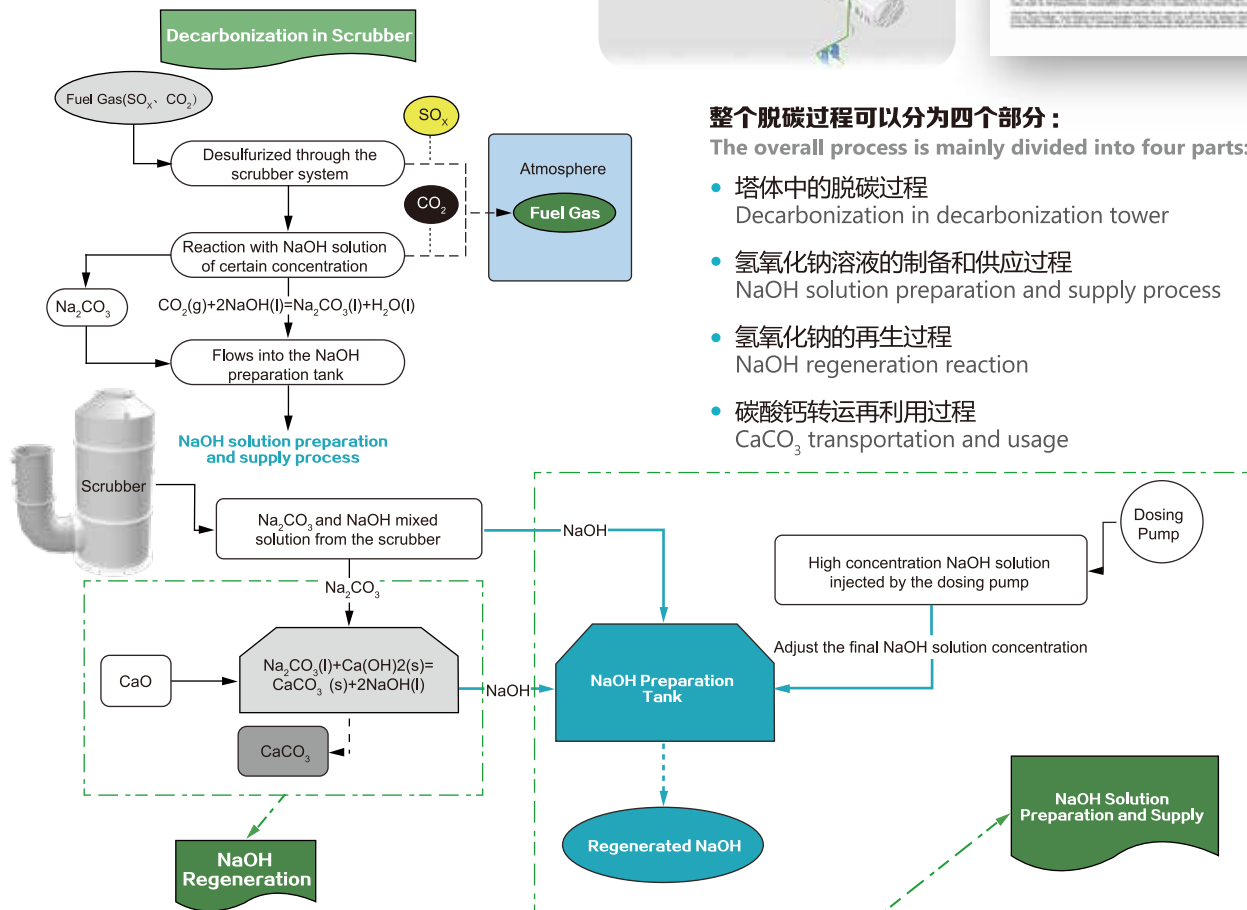 Decarbonization in Scrubber
Fuel Gas(SOₓ、CO₂)
SOₓ
Desulfurized through the
scrubber system
CO₂
Atmosphere
Fuel Gas
Reaction with NaOH solution
of certain concentration
Na₂CO₃
CO₂(g)+2NaOH(l)=Na₂CO₃(l)+H₂O(l)
Flows into the NaOH
preparation tank
NaOH solution preparation
and supply process
整个脱碳过程可以分为四个部分：
The overall process is mainly divided into four parts:
• 塔体中的脱碳过程
Decarbonization in decarbonization tower
• 氢氧化钠溶液的制备和供应过程
NaOH solution preparation and supply process
• 氢氧化钠的再生过程
NaOH regeneration reaction
• 碳酸钙转运再利用过程
CaCO₃ transportation and usage
Scrubber
Na₂CO₃ and NaOH mixed
solution from the scrubber
NaOH
Dosing
Pump
High concentration NaOH solution
injected by the dosing pump
Na₂CO₃
Adjust the final NaOH solution concentration
CaO
Na₂CO₃(l)+Ca(OH)2(s)=
CaCO₃ (s)+2NaOH(l)
NaOH
NaOH Preparation
Tank
CaCO₃
Regenerated NaOH
NaOH Solution
Preparation and Supply
NaOH
Regeneration